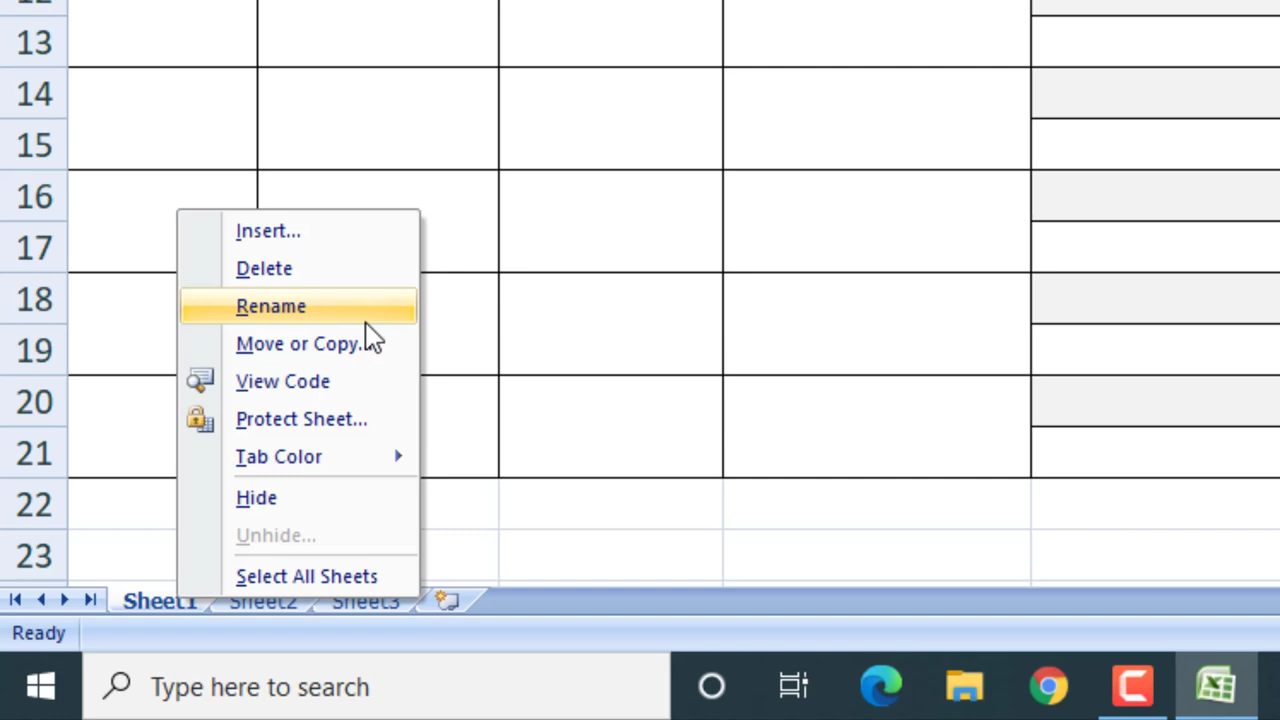 12
13
14
15
16
17
18
19
20
21
22
23
Insert...
Delete
Rename
Move or Copy...
View Code
Protect Sheet...
Tab Color
Hide
Unhide...
Select All Sheets
Sheet1 Sheet2 Sheet3
Ready
Type here to search